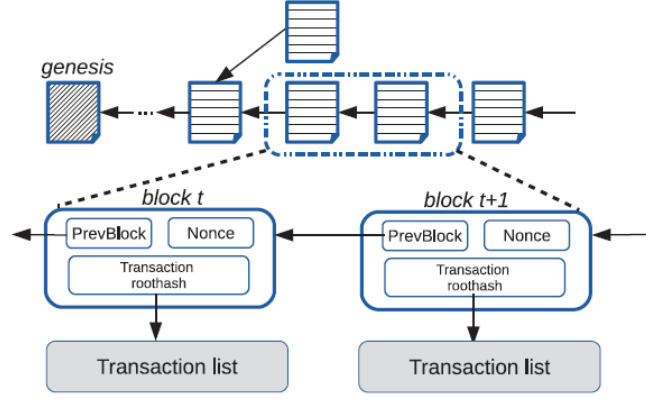 genesis
block t
block t+1
PrevBlock
Nonce
PrevBlock
Nonce
Transaction
roothash
Transaction
roothash
Transaction list
Transaction list